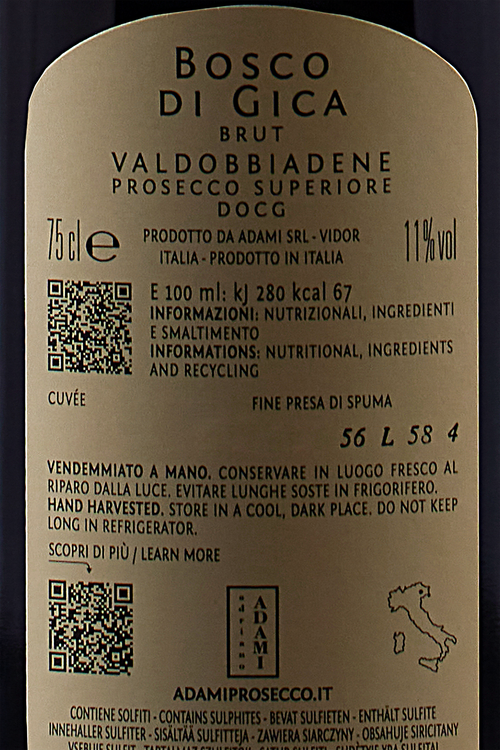 BOSCO
DI GICA
BRUT
VALDOBBIADENE
PROSECCO SUPERIORE
DOCG
75 cl e
PRODOTTO DA ADAMI SRL - VIDOR
ITALIA - PRODOTTO IN ITALIA
11%vol
E 100 ml: kJ 280 kcal 67
INFORMAZIONI: NUTRIZIONALI, INGREDIENTI
E SMALTIMENTO
INFORMATIONS: NUTRITIONAL, INGREDIENTS
AND RECYCLING
CUVÉE
FINE PRESA DI SPUMA
56 L 58 4
VENDEMMIATO A MANO. CONSERVARE IN LUOGO FRESCO AL
RIPARO DALLA LUCE. EVITARE LUNGHE SOSTE IN FRIGORIFERO.
HAND HARVESTED. STORE IN A COOL, DARK PLACE. DO NOT KEEP
LONG IN REFRIGERATOR.
SCOPRI DI PIÙ / LEARN MORE
adriano
ADAMI
ADAMIPROSECCO.IT
CONTIENE SOLFITI - CONTAINS SULPHITES - BEVAT SULFIETEN - ENTHÄLT SULFITE
INNEHALLER SULFITER - SISÄLTÄÄ SULFITTEJA - ZAWIERA SIARCZYNY - OBSAHUJE SIRICITANY